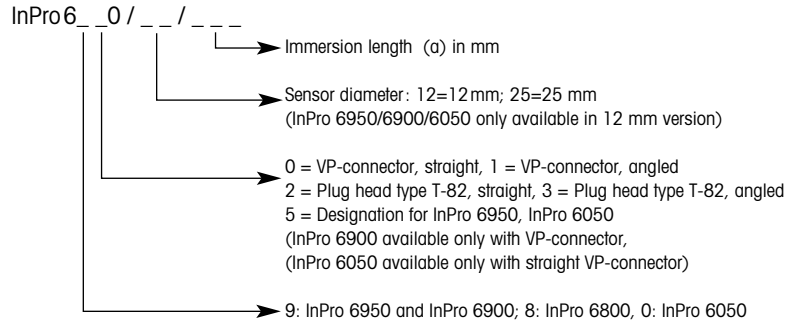 InPro 6_ _0 / _ _ / _ _ _
Immersion length (a) in mm
Sensor diameter: 12=12 mm; 25=25 mm
(InPro 6950/6900/6050 only available in 12 mm version)
0 = VP-connector, straight, 1 = VP-connector, angled
2 = Plug head type T-82, straight, 3 = Plug head type T-82, angled
5 = Designation for InPro 6950, InPro 6050
(InPro 6900 available only with VP-connector,
(InPro 6050 available only with straight VP-connector)
9: InPro 6950 and InPro 6900; 8: InPro 6800, 0: InPro 6050